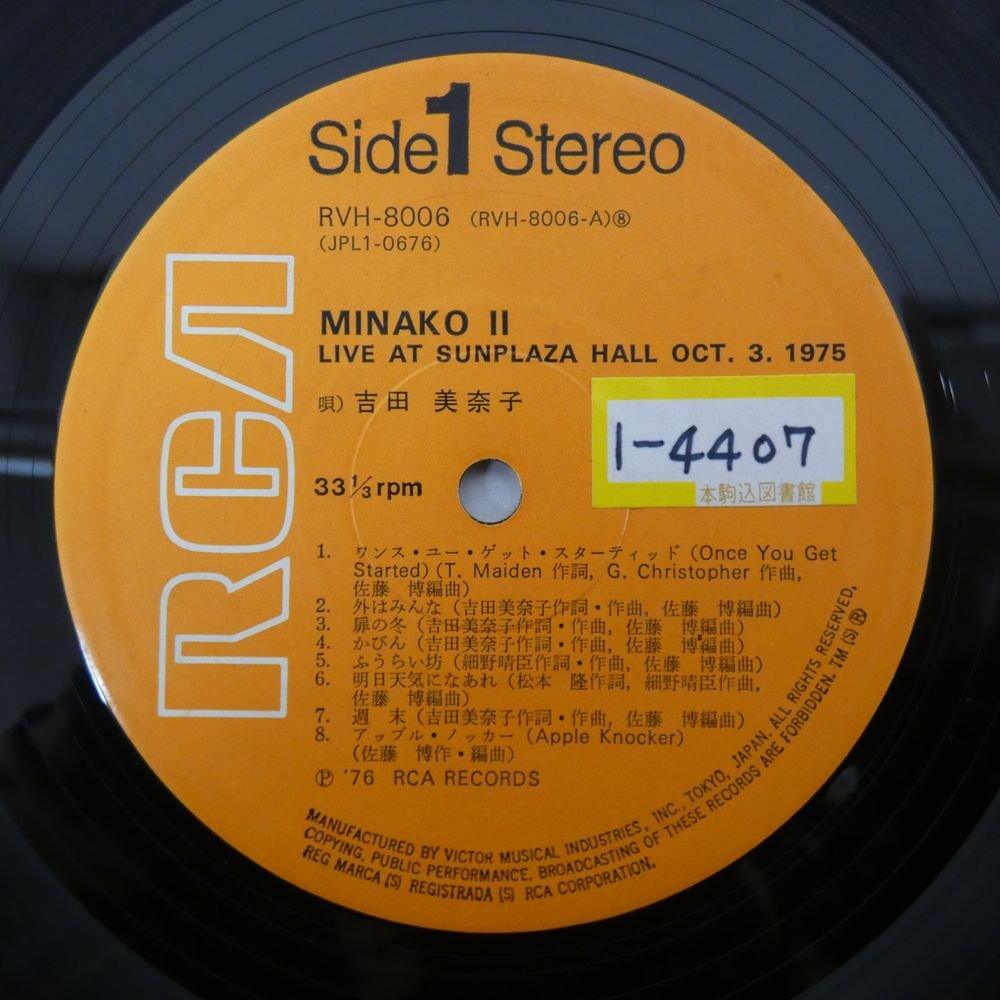 Side 1 Stereo
RVH-8006 (RVH-8006-A)⑧
(JPL1-0676)
RCA
MINAKO II
LIVE AT SUNPLAZA HALL OCT. 3. 1975
唄) 吉田 美奈子
1-4407
本駒込図書館
33 1/3 rpm
1. ワンス・ユー・ゲット・スターティッド (Once You Get
Started) (T. Maiden 作詞, G. Christopher 作曲,
佐藤 博編曲)
2. 外はみんな (吉田美奈子作詞・作曲, 佐藤 博編曲)
3. 扉の冬 (吉田美奈子作詞・作曲, 佐藤 博編曲)
4. かびん (吉田美奈子作詞・作曲, 佐藤 博編曲)
5. ふうらい坊 (細野晴臣作詞・作曲, 佐藤 博編曲)
6. 明日天気になあれ (松本 隆作詞, 細野晴臣作曲,
佐藤 博編曲)
7. 週 末 (吉田美奈子作詞・作曲, 佐藤 博編曲)
8. アップル・ノッカー (Apple Knocker)
(佐藤 博作・編曲)
Ⓟ '76 RCA RECORDS
MANUFACTURED BY VICTOR MUSICAL INDUSTRIES, INC., TOKYO, JAPAN. ALL RIGHTS RESERVED,
COPYING, PUBLIC PERFORMANCE, BROADCASTING OF THESE RECORDS ARE FORBIDDEN. TM (S) ®
REG MARCA (S) REGISTRADA (S) RCA CORPORATION.